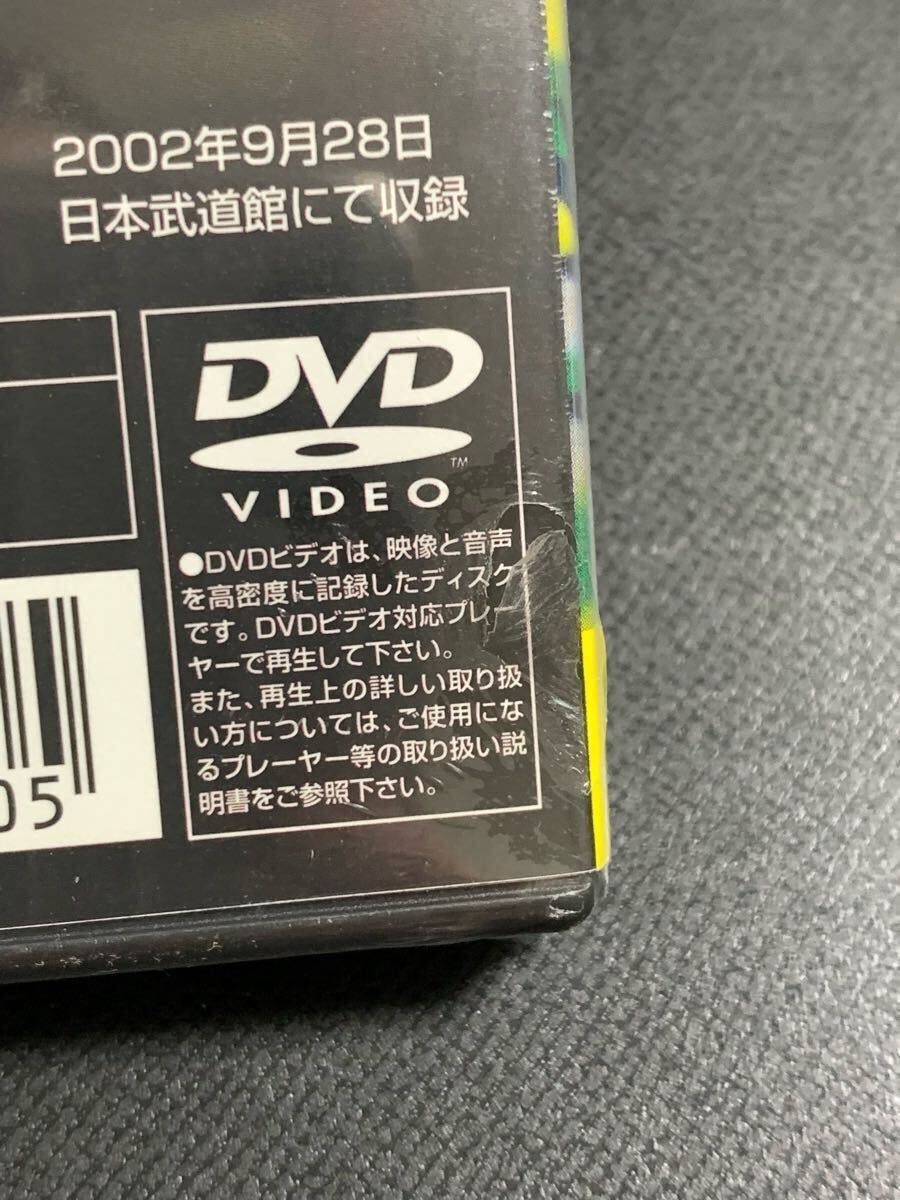 2002年9月28日
日本武道館にて収録
DVD
TM
VIDEO
●DVDビデオは、映像と音声
を高密度に記録したディスク
です。DVDビデオ対応プレー
ヤーで再生して下さい。
また、再生上の詳しい取り扱
い方については、ご使用にな
るプレーヤー等の取り扱い説
明書をご参照下さい。
05